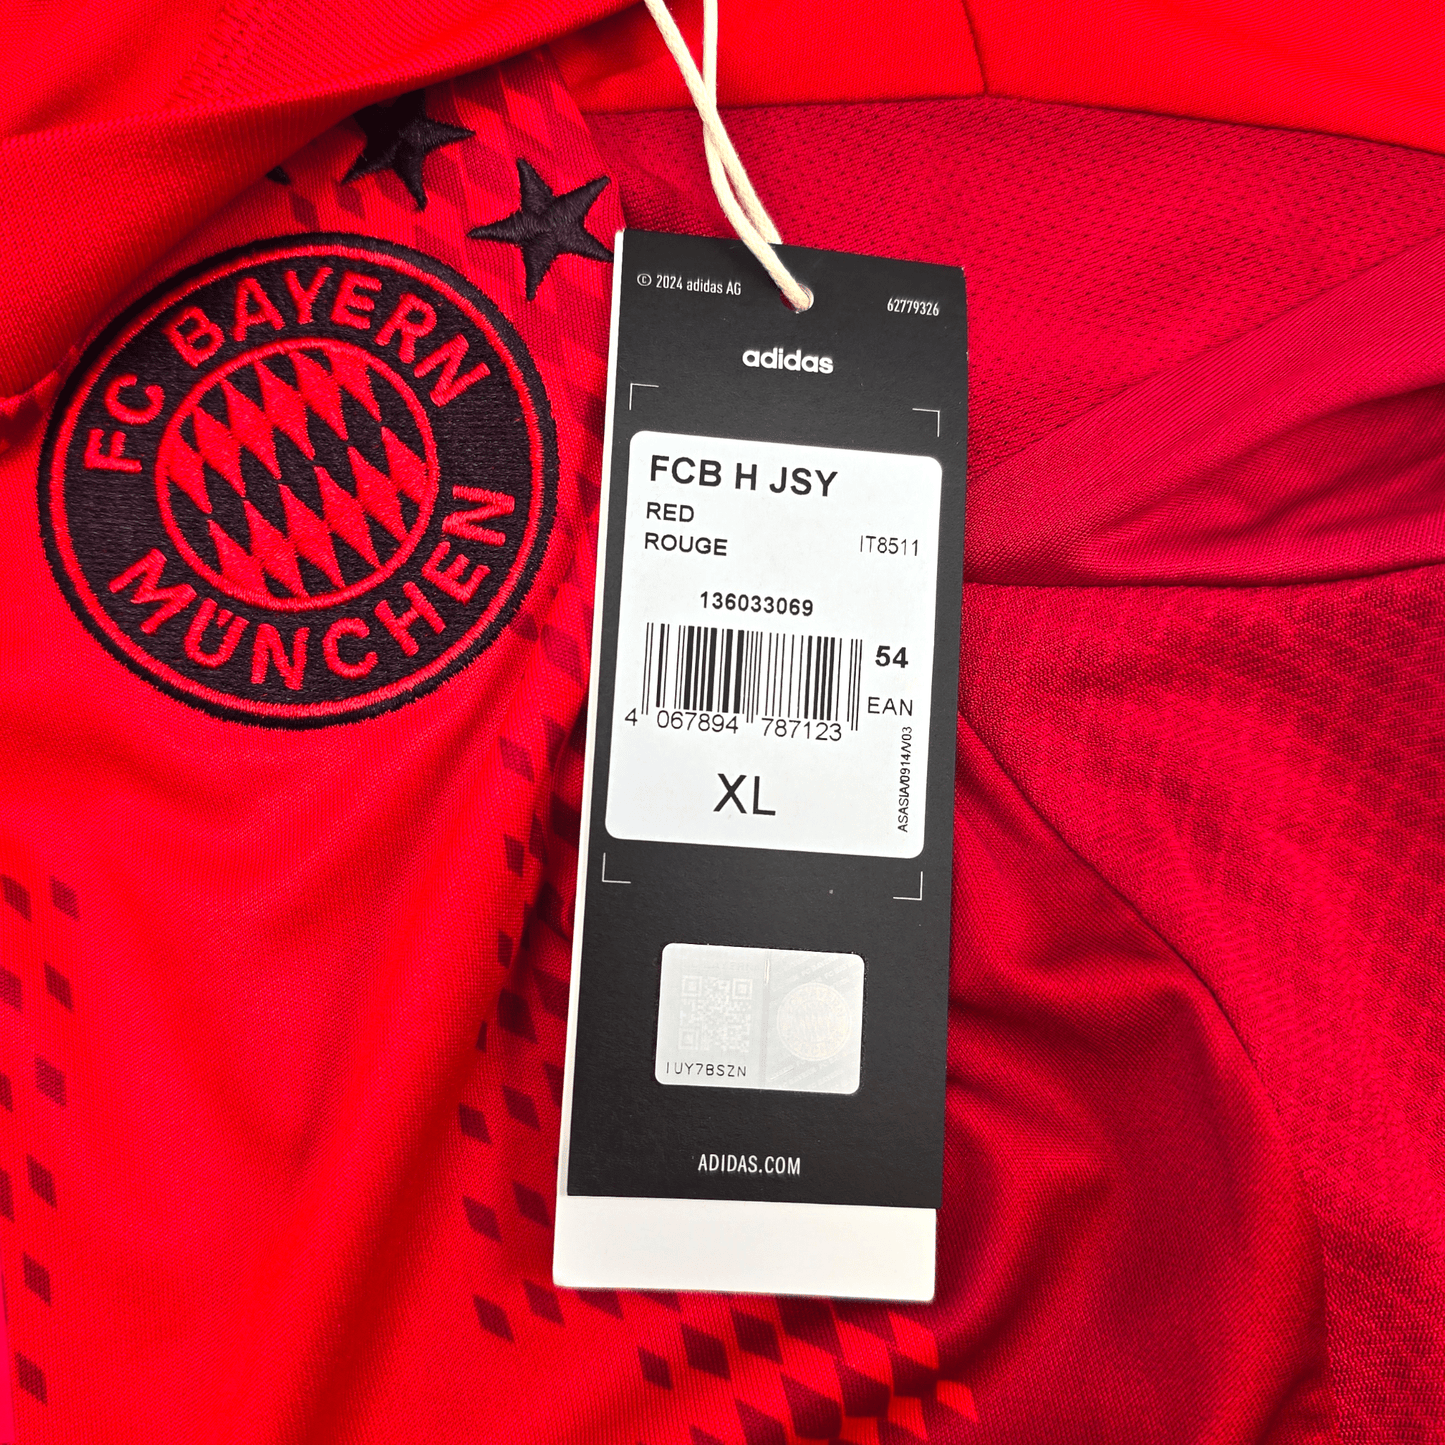 FC BAYERN
MÜNCHEN
© 2024 adidas AG
62779326
adidas
FCB H JSY
RED
ROUGE
IT8511
136033069
54
EAN
4 067894 787123
XL
ASASIA/0914/V03
IUY7BSZN
ADIDAS.COM